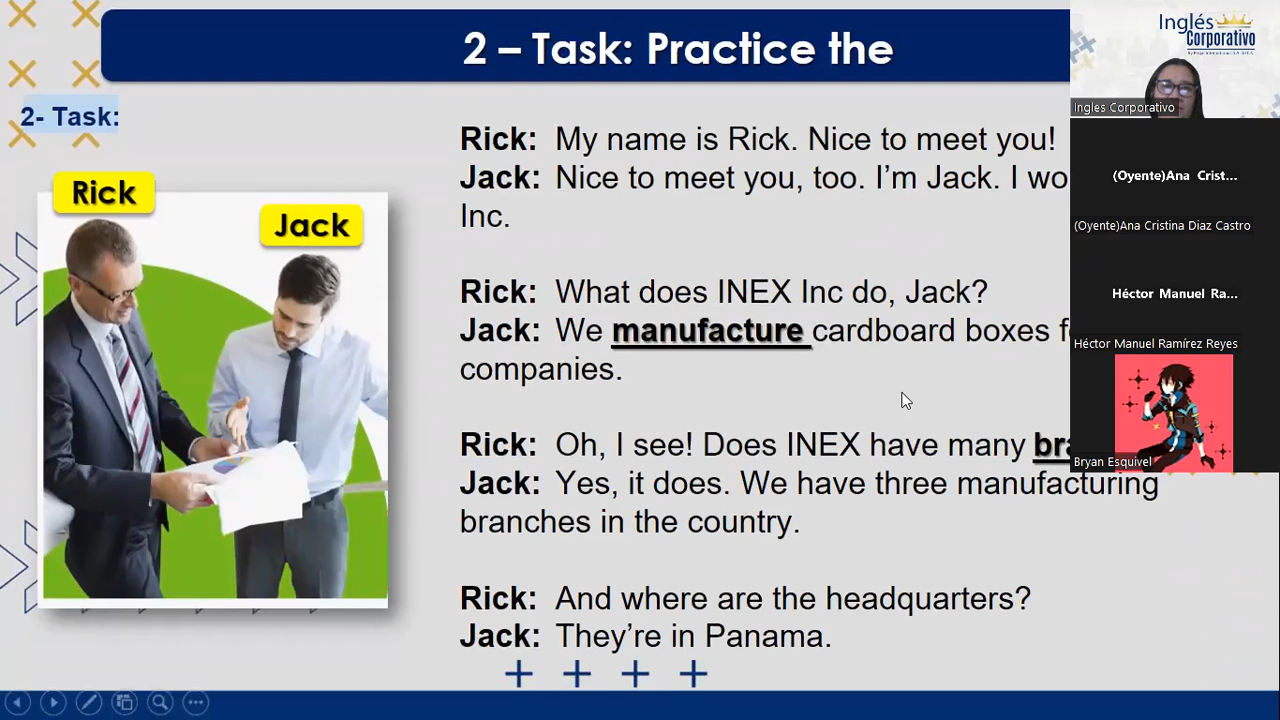 2 – Task: Practice the
Inglés
Corporativo
Ingles Corporativo
2- Task:
Rick
Jack
Rick: My name is Rick. Nice to meet you!
Jack: Nice to meet you, too. I’m Jack. I
Inc.
Rick: What does INEX Inc do, Jack?
Jack: We manufacture cardboard boxes
companies.
Rick: Oh, I see! Does INEX have many
Jack: Yes, it does. We have three manufacturing
branches in the country.
Rick: And where are the headquarters?
Jack: They’re in Panama.
(Oyente)Ana Crist...
(Oyente)Ana Cristina Diaz Castro
Héctor Manuel Ra...
Héctor Manuel Ramírez Reyes
Bryan Esquivel